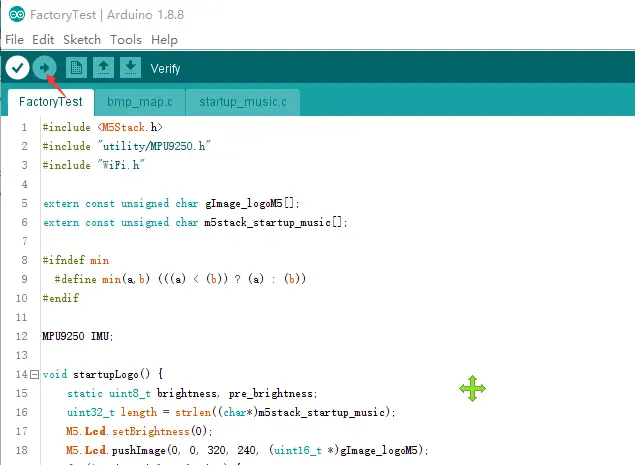 FactoryTest | Arduino 1.8.8
File Edit Sketch Tools Help
Verify
FactoryTest bmp_map.c startup_music.c
1 #include <M5Stack.h>
2 #include "utility/MPU9250.h"
3 #include "WiFi.h"
4
5 extern const unsigned char gImage_logoM5[];
6 extern const unsigned char m5stack_startup_music[];
7
8 #ifndef min
9 #define min(a,b) (((a) < (b)) ? (a) : (b))
10 #endif
11
12 MPU9250 IMU;
13
14 void startupLogo() {
15 static uint8_t brightness, pre_brightness;
16 uint32_t length = strlen((char*)m5stack_startup_music);
17 M5.Lcd.setBrightness(0);
18 M5.Lcd.pushImage(0, 0, 320, 240, (uint16_t *)gImage_logoM5);